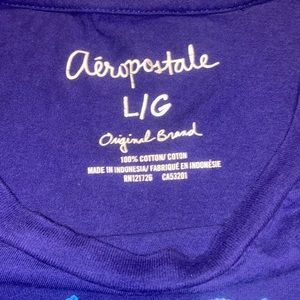 aéropostale
L/G
Original Brand
100% COTTON/ COTON
MADE IN INDONESIA/ FABRIQUÉ EN INDONÉSIE
RN121726 CA53201